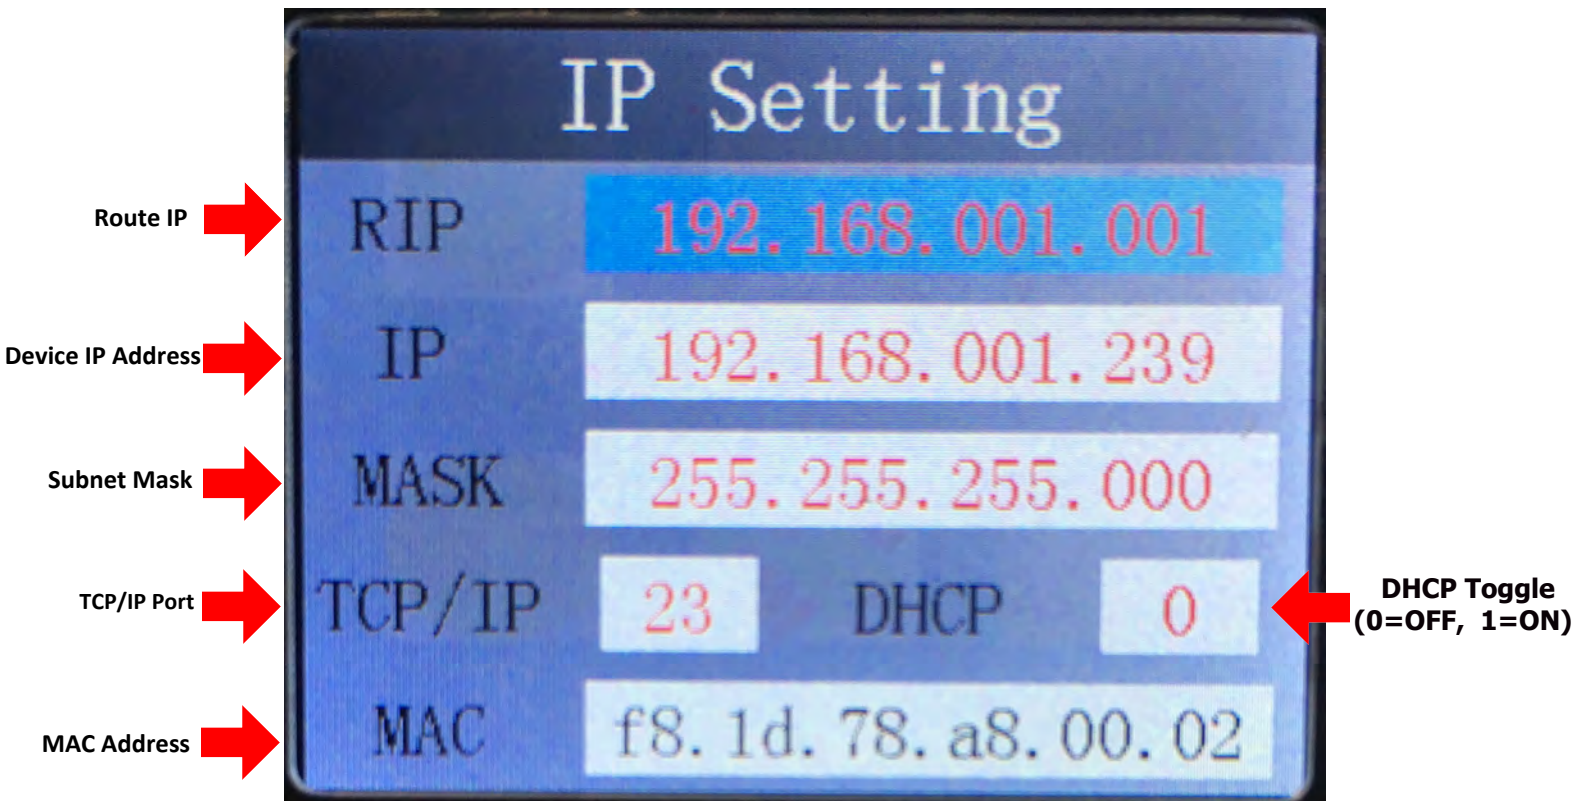 IP Setting
Route IP RIP 192.168.001.001
Device IP Address IP 192.168.001.239
Subnet Mask MASK 255.255.255.000
TCP/IP Port TCP/IP 23 DHCP 0 DHCP Toggle
(0=OFF, 1=ON)
MAC Address MAC f8.1d.78.a8.00.02